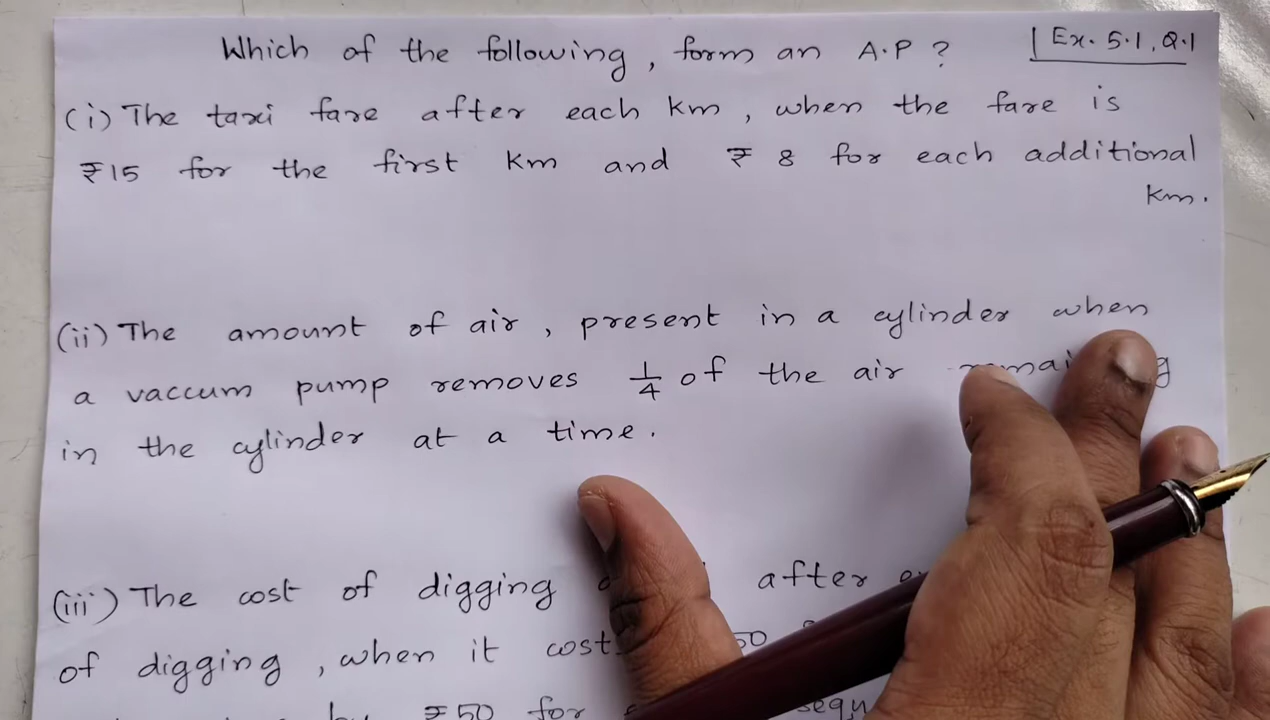 Which of the following, form an A.P ?
Ex. 5.1, Q.1
(i) The taxi fare after each km, when the fare is
₹15 for the first km and ₹ 8 for each additional
km.
(ii) The amount of air, present in a cylinder when
a vaccum pump removes 1/4 of the air
in the cylinder at a time.
(iii) The cost of digging after
of digging, when it cost
₹50 for